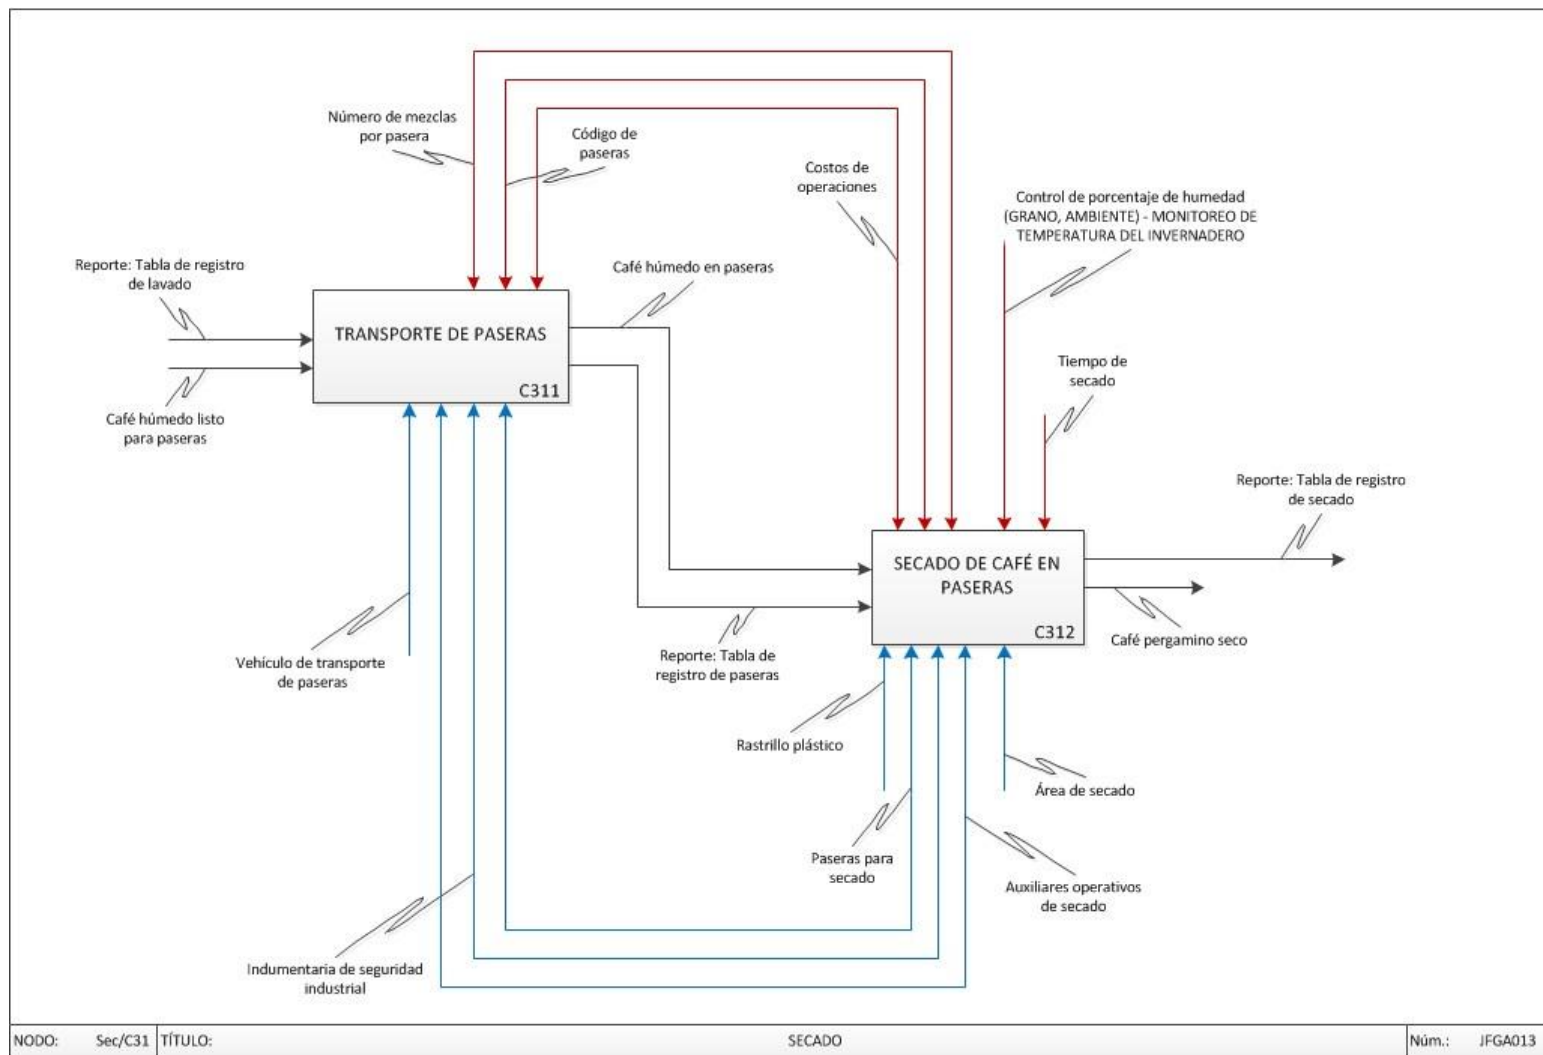 Número de mezclas
por pasera
Código de
paseras
Costos de
operaciones
Control de porcentaje de humedad
(GRANO, AMBIENTE) - MONITOREO DE
TEMPERATURA DEL INVERNADERO
Reporte: Tabla de registro
de lavado
Café húmedo en paseras
TRANSPORTE DE PASERAS
C311
Café húmedo listo
para paseras
Tiempo de
secado
Reporte: Tabla de registro
de secado
SECADO DE CAFÉ EN
PASERAS
C312
Café pergamino seco
Vehículo de transporte
de paseras
Reporte: Tabla de
registro de paseras
Rastrillo plástico
Área de secado
Paseras para
secado
Auxiliares operativos
de secado
Indumentaria de seguridad
industrial
NODO: Sec/C31 TÍTULO: SECADO Núm.: JFGA013